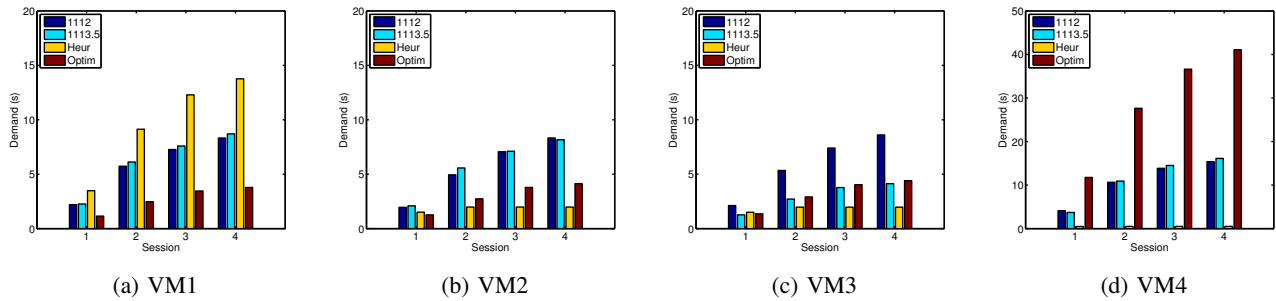 20
15
10
5
0
Demand (s)
1112
1113.5
Heur
Optim
1 2 3 4
Session
(a) VM1
20
15
10
5
0
Demand (s)
1112
1113.5
Heur
Optim
1 2 3 4
Session
(b) VM2
20
15
10
5
0
Demand (s)
1112
1113.5
Heur
Optim
1 2 3 4
Session
(c) VM3
50
40
30
20
10
0
Demand (s)
1112
1113.5
Heur
Optim
1 2 3 4
Session
(d) VM4